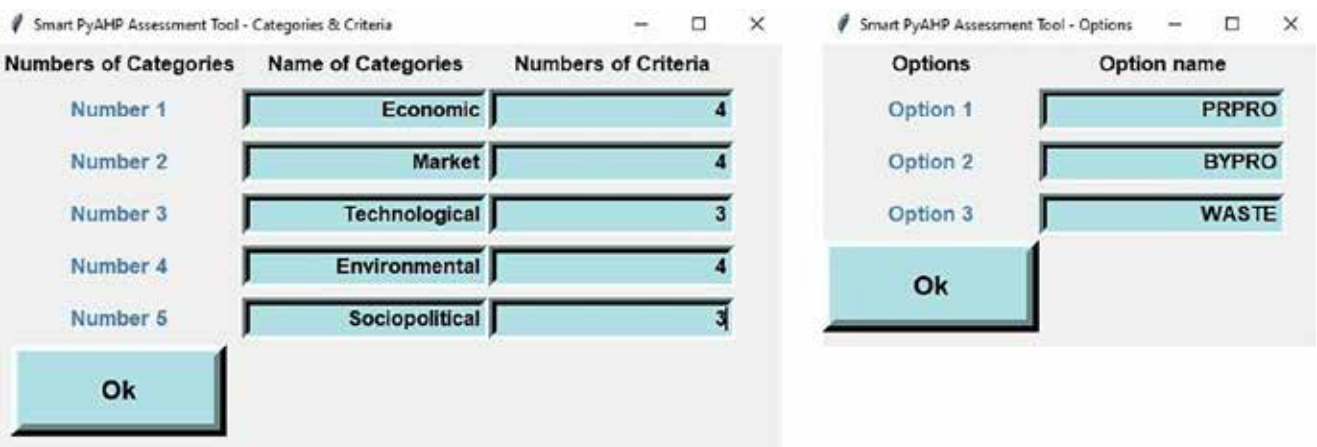 Smart PyAHP Assessment Tool - Categories & Criteria
Numbers of Categories Name of Categories Numbers of Criteria
Number 1 Economic 4
Number 2 Market 4
Number 3 Technological 3
Number 4 Environmental 4
Number 5 Sociopolitical 3
Ok
Smart PyAHP Assessment Tool - Options
Options Option name
Option 1 PRPRO
Option 2 BYPRO
Option 3 WASTE
Ok